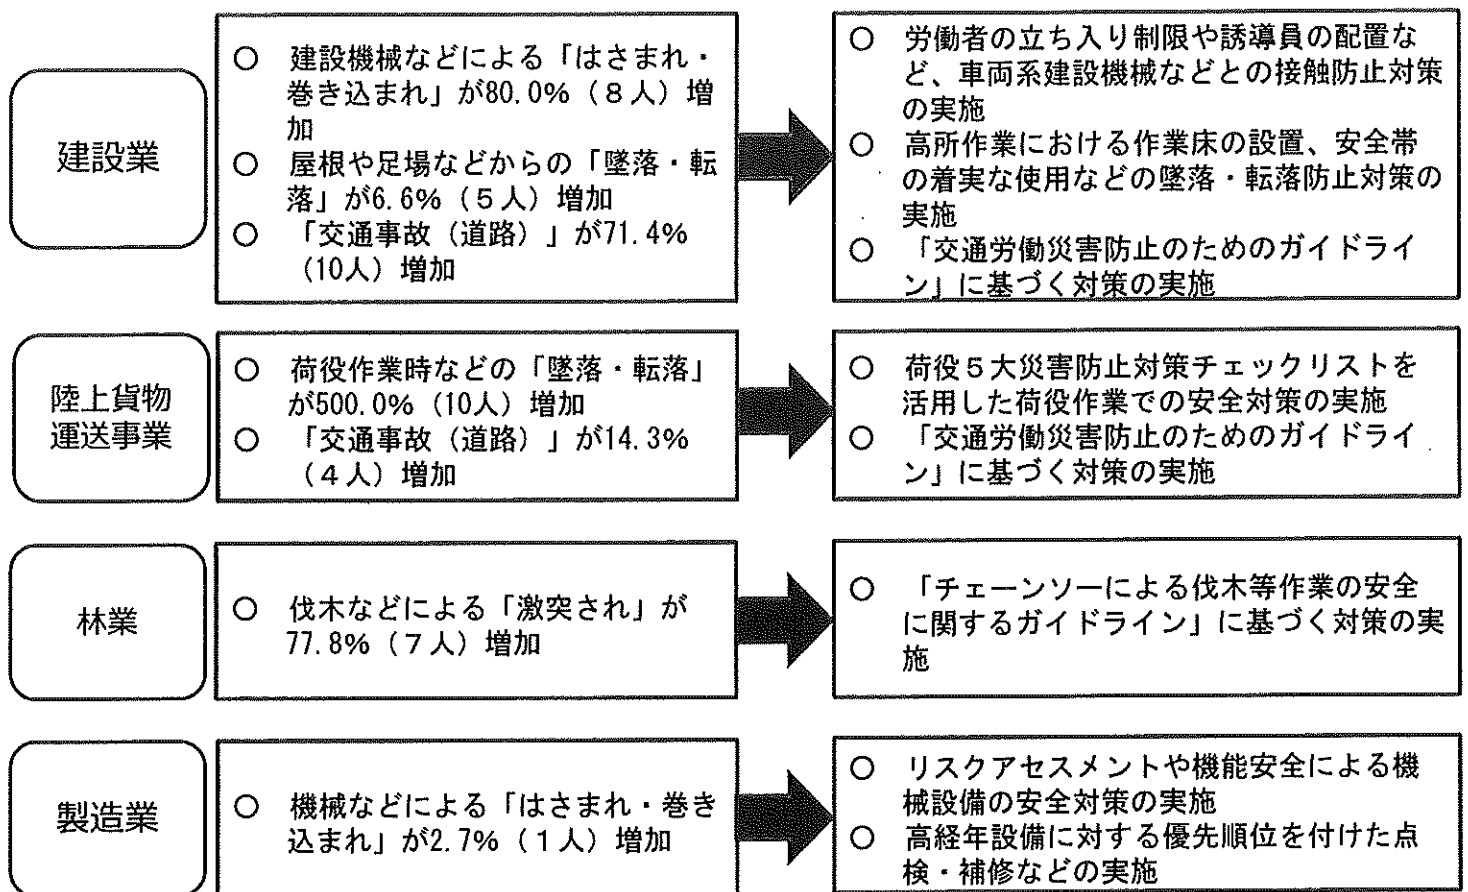 建設業
○ 建設機械などによる「はさまれ・
巻き込まれ」が80.0%（８人）増
加
○ 屋根や足場などからの「墜落・転
落」が6.6%（５人）増加
○ 「交通事故（道路）」が71.4%
（10人）増加
○ 労働者の立ち入り制限や誘導員の配置な
ど、車両系建設機械などとの接触防止対策
の実施
○ 高所作業における作業床の設置、安全帯
の着実な使用などの墜落・転落防止対策の
実施
○ 「交通労働災害防止のためのガイドライ
ン」に基づく対策の実施
陸上貨物
運送事業
○ 荷役作業時などの「墜落・転落」
が500.0%（10人）増加
○ 「交通事故（道路）」が14.3%
（４人）増加
○ 荷役５大災害防止対策チェックリストを
活用した荷役作業での安全対策の実施
○ 「交通労働災害防止のためのガイドライ
ン」に基づく対策の実施
林業
○ 伐木などによる「激突され」が
77.8%（７人）増加
○ 「チェーンソーによる伐木等作業の安全
に関するガイドライン」に基づく対策の実
施
製造業
○ 機械などによる「はさまれ・巻き
込まれ」が2.7%（１人）増加
○ リスクアセスメントや機能安全による機
械設備の安全対策の実施
○ 高経年設備に対する優先順位を付けた点
検・補修などの実施